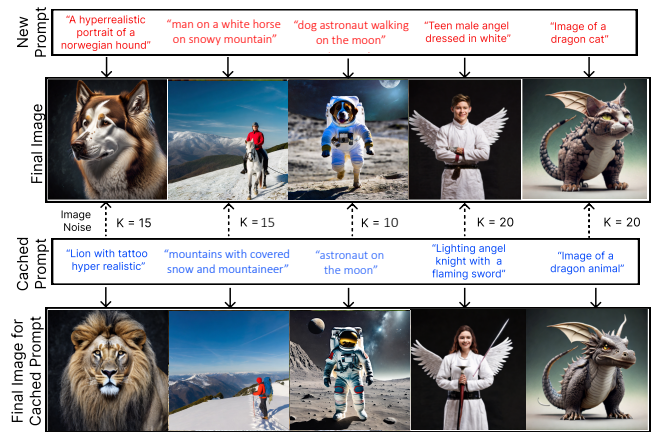 New
Prompt
“A hyperrealistic
portrait of a
norwegian hound”
“man on a white horse
on snowy mountain”
“dog astronaut walking
on the moon”
“Teen male angel
dressed in white”
“Image of a
dragon cat”
Final Image
Image
Noise
K = 15
K =15
K = 10
K = 20
K = 20
Cached
Prompt
“Lion with tattoo
hyper realistic”
“mountains with covered
snow and mountaineer”
“astronaut on
the moon”
“Lighting angel
knight with a
flaming sword”
“Image of a
dragon animal”
Final Image for
Cached Prompt